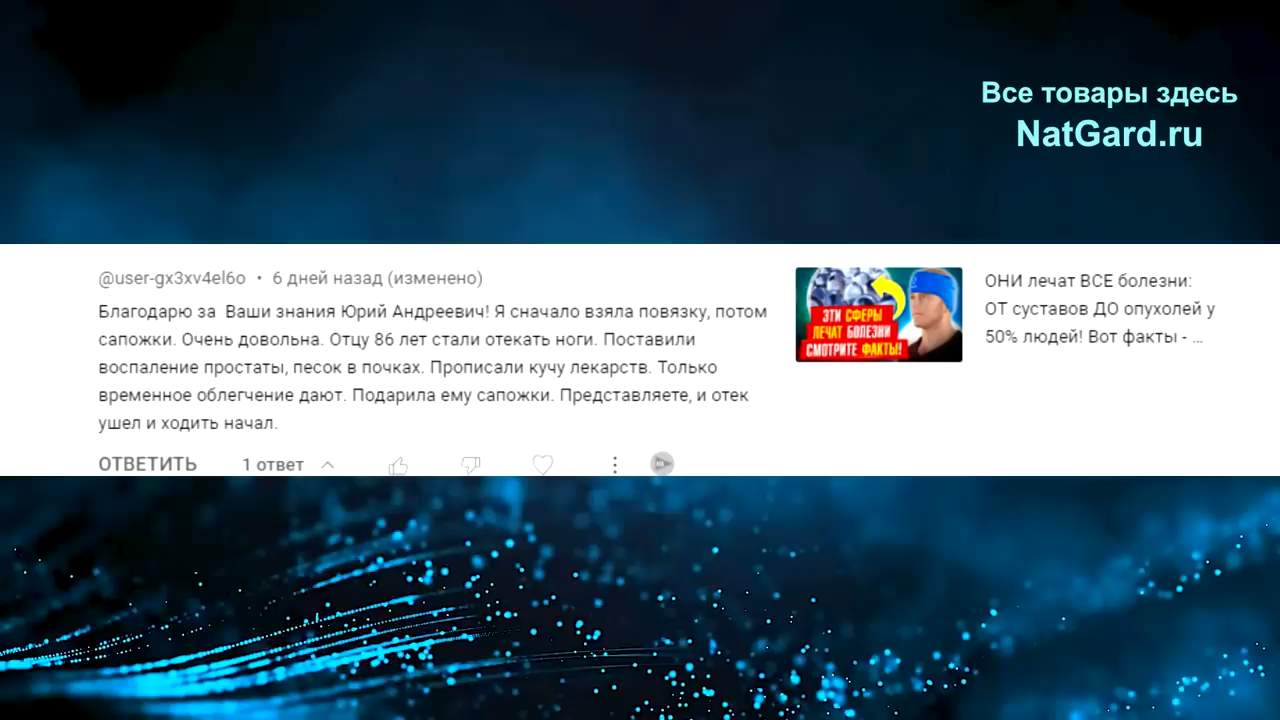 Все товары здесь
NatGard.ru
@user-gx3xv4el6o • 6 дней назад (изменено)
Благодарю за Ваши знания Юрий Андреевич! Я сначало взяла повязку, потом
сапожки. Очень довольна. Отцу 86 лет стали отекать ноги. Поставили
воспаление простаты, песок в почках. Прописали кучу лекарств. Только
временное облегчение дают. Подарила ему сапожки. Представляете, и отек
ушел и ходить начал.
ОТВЕТИТЬ 1 ответ
ЭТИ СФЕРЫ
ЛЕЧАТ БОЛЕЗНИ
СМОТРИТЕ ФАКТЫ!
ОНИ лечат ВСЕ болезни:
ОТ суставов ДО опухолей у
50% людей! Вот факты - ...